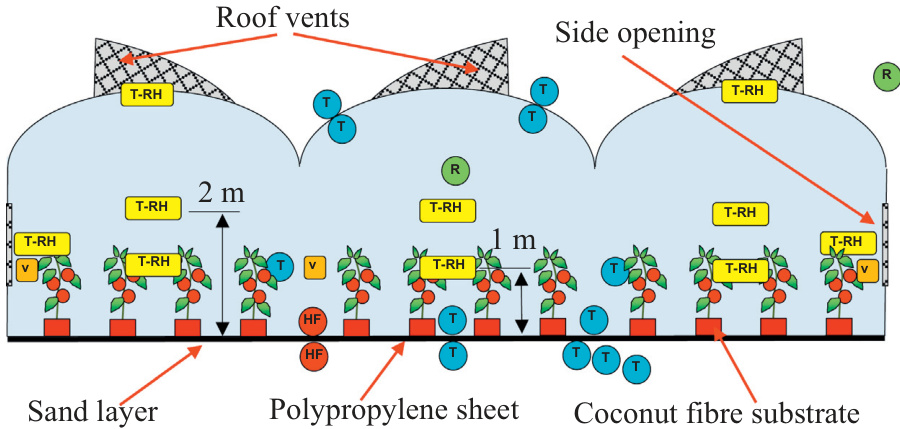 Roof vents
Side opening
R
T-RH
T-RH
T
T
T
T
R
2 m
T-RH
T-RH
T-RH
1 m
T-RH
T-RH
T-RH
T-RH
T-RH
v
T
v
T
T-RH
v
HF
T
T
HF
T
T
T
T
Sand layer
Polypropylene sheet
Coconut fibre substrate